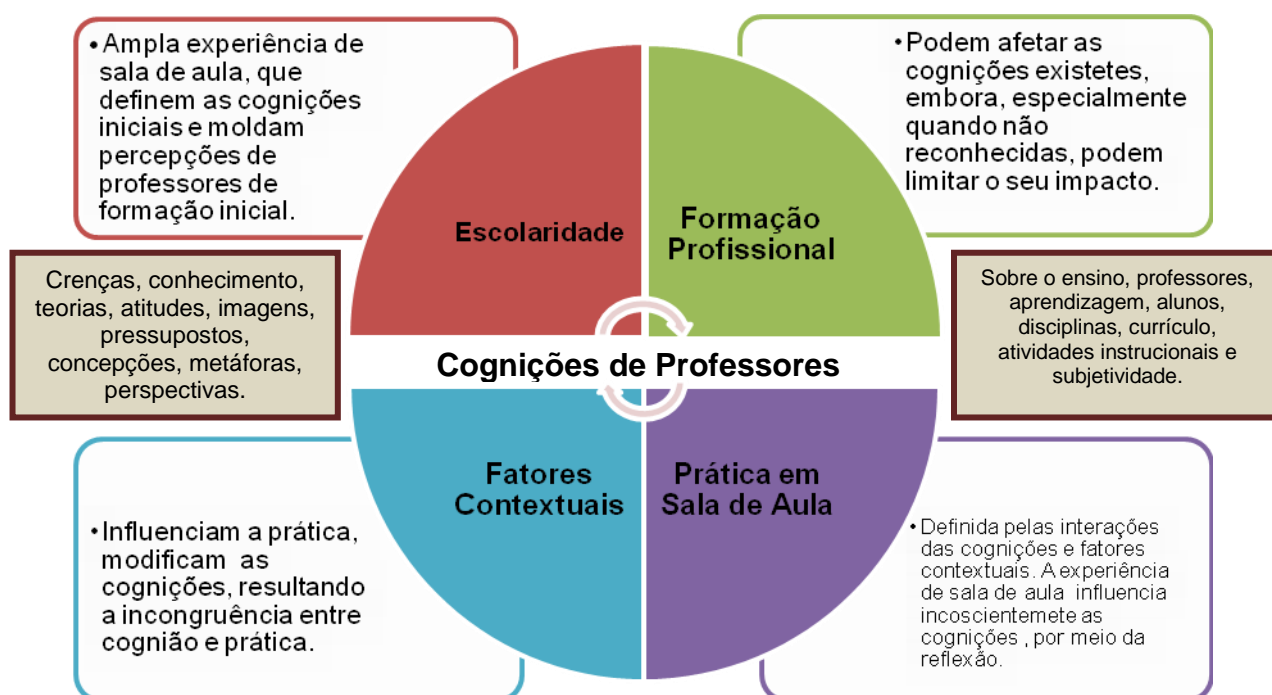 • Ampla experiência de
sala de aula, que
definem as cognições
iniciais e moldam
percepções de
professores de
formação inicial.
• Podem afetar as
cognições existetes,
embora, especialmente
quando não
reconhecidas, podem
limitar o seu impacto.
Escolaridade
Formação
Profissional
Crenças, conhecimento,
teorias, atitudes, imagens,
pressupostos,
concepções, metáforas,
perspectivas.
Cognições de Professores
Sobre o ensino, professores,
aprendizagem, alunos,
disciplinas, currículo,
atividades instrucionais e
subjetividade.
Fatores
Contextuais
Prática em
Sala de Aula
• Influenciam a prática,
modificam as
cognições, resultando
a incongruência entre
cognião e prática.
• Definida pelas interações
das cognições e fatores
contextuais. A experiência
de sala de aula influencia
incoscientemete as
cognições , por meio da
reflexão.